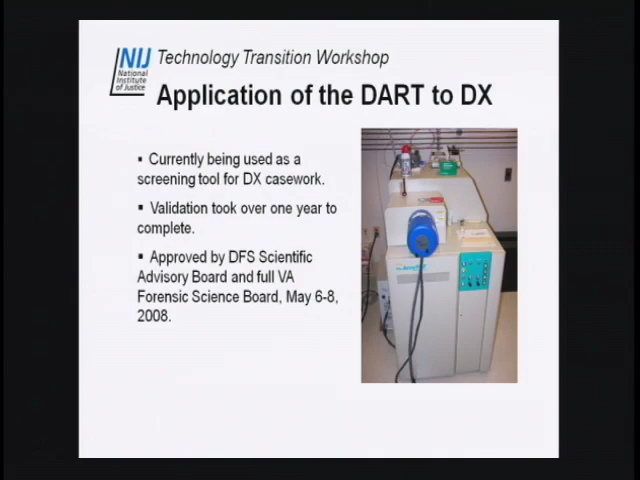 NIJ
National
Institute
of Justice
Technology Transition Workshop
Application of the DART to DX
▪ Currently being used as a
screening tool for DX casework.
▪ Validation took over one year to
complete.
▪ Approved by DFS Scientific
Advisory Board and full VA
Forensic Science Board, May 6-8,
2008.